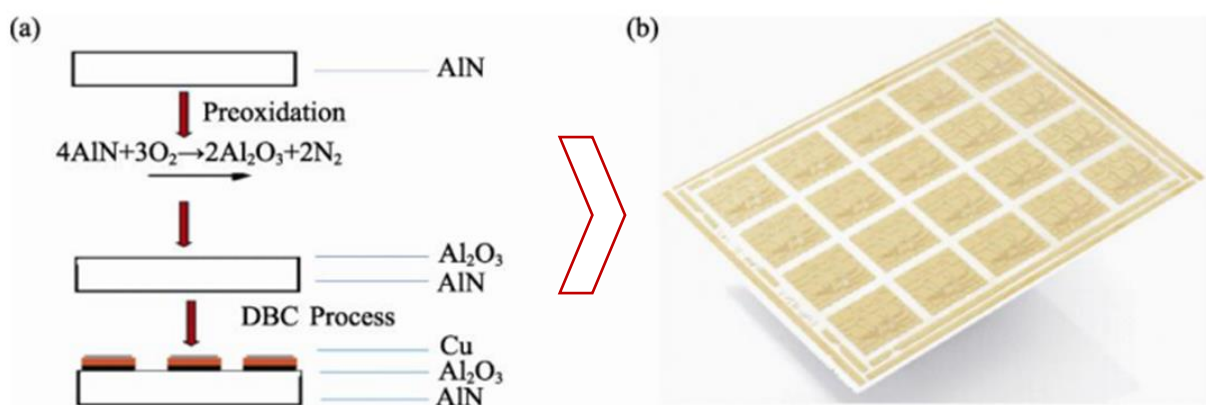 (a)
AlN
Preoxidation
4AlN+3O₂→2Al₂O₃+2N₂
Al₂O₃
AlN
DBC Process
Cu
Al₂O₃
AlN
(b)